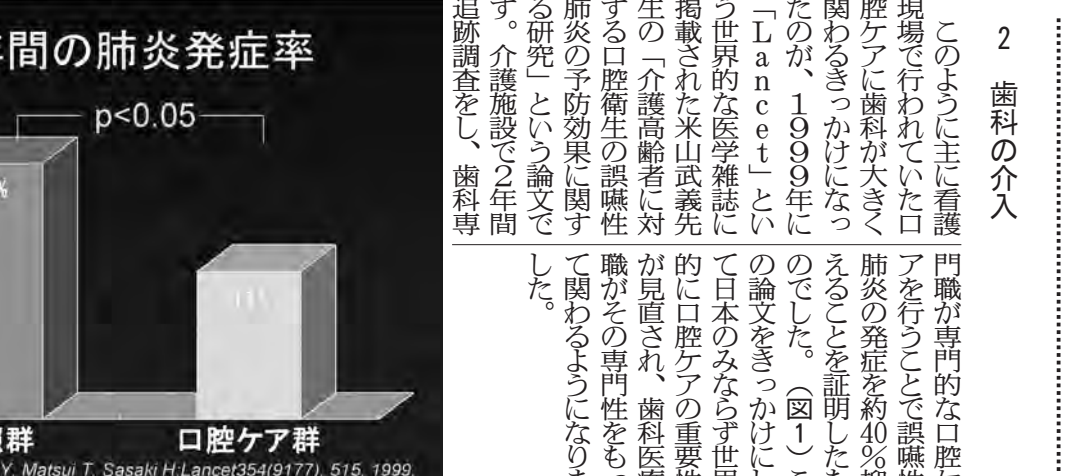 2 歯科の介入
このように主に看護
現場で行われていた口
腔ケアに歯科が大きく
関わるきっかけになっ
たのが、１９９９年に
「Ｌａｎｃｅｔ」とい
う世界的な医学雑誌に
掲載された米山武義先
生の「介護高齢者に対
する口腔衛生の誤嚥性
肺炎の予防効果に関す
る研究」という論文で
す。介護施設で２年間
追跡調査をし、歯科専
門職が専門的な口腔ケ
アを行うことで誤嚥性
肺炎の発症を約40％抑
えることを証明したも
のでした。（図１）こ
の論文をきっかけにし
て日本のみならず世界
的に口腔ケアの重要性
が見直され、歯科医療
職がその専門性をもっ
て関わるようになりま
した。
年間の肺炎発症率
p<0.05
%
群
口腔ケア群
Y, Matsui T, Sasaki H:Lancet354(9177), 515, 1999.